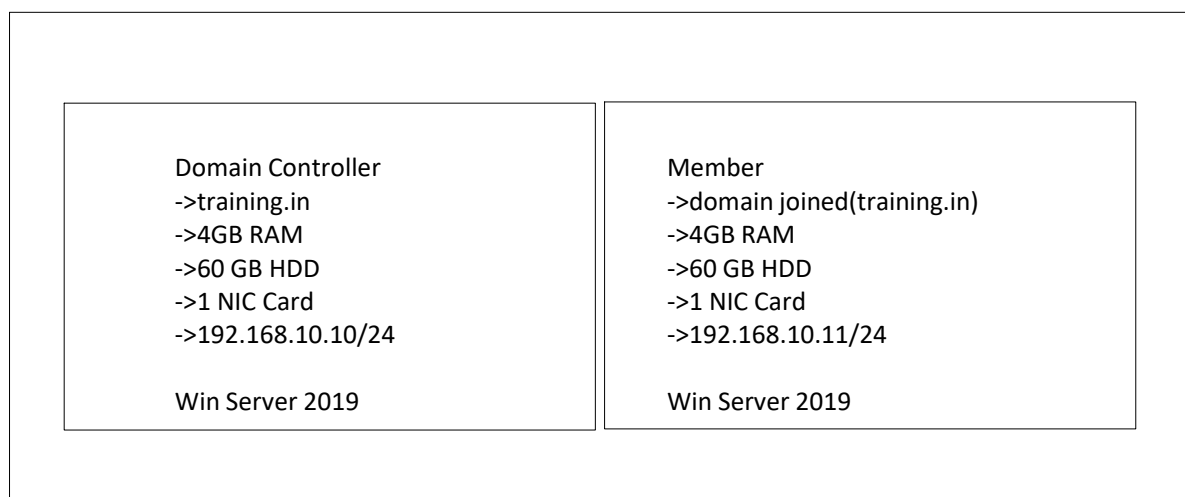 Domain Controller
->training.in
->4GB RAM
->60 GB HDD
->1 NIC Card
->192.168.10.10/24
Win Server 2019
Member
->domain joined(training.in)
->4GB RAM
->60 GB HDD
->1 NIC Card
->192.168.10.11/24
Win Server 2019